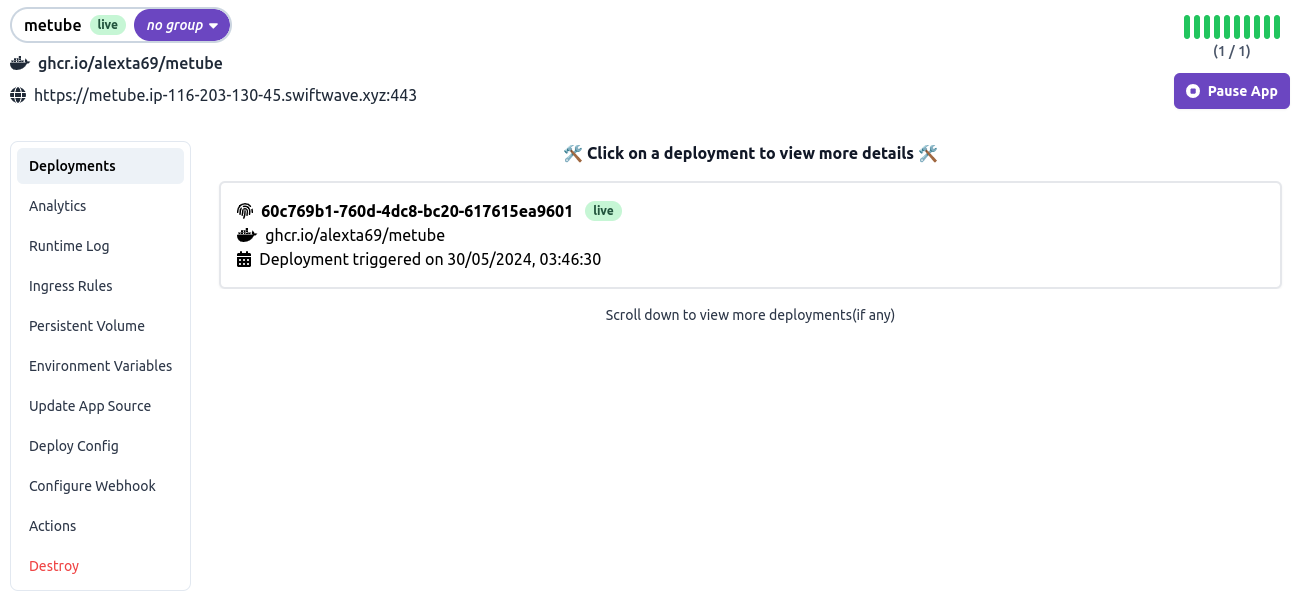 metube live no group
ghcr.io/alexta69/metube
https://metube.ip-116-203-130-45.swiftwave.xyz:443
(1 / 1)
Pause App
Deployments
Analytics
Runtime Log
Ingress Rules
Persistent Volume
Environment Variables
Update App Source
Deploy Config
Configure Webhook
Actions
Destroy
🛠️ Click on a deployment to view more details 🛠️
60c769b1-760d-4dc8-bc20-617615ea9601 live
ghcr.io/alexta69/metube
Deployment triggered on 30/05/2024, 03:46:30
Scroll down to view more deployments(if any)